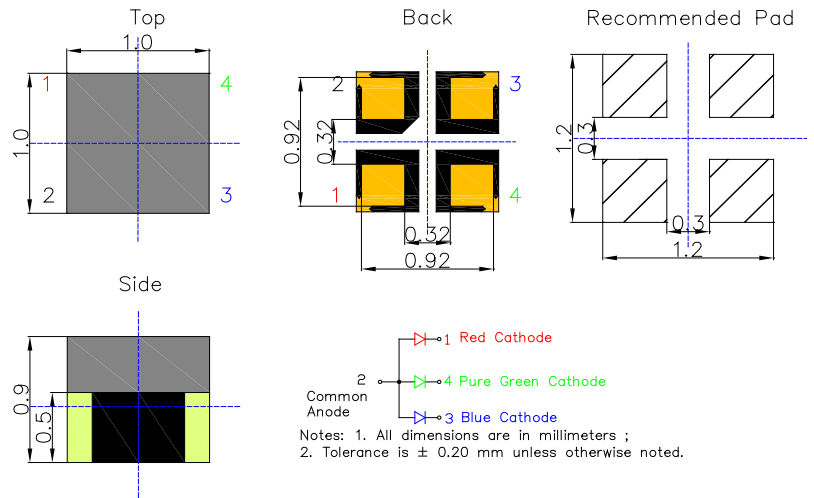 Top
1.0
1
4
1.0
2
3
Back
2
3
0.92
0.32
1
4
0.32
0.92
Recommended Pad
1.2
0.3
0.3
1.2
Side
0.9
0.5
1 Red Cathode
2
4 Pure Green Cathode
Common
Anode
3 Blue Cathode
Notes: 1. All dimensions are in millimeters ;
2. Tolerance is ± 0.20 mm unless otherwise noted.